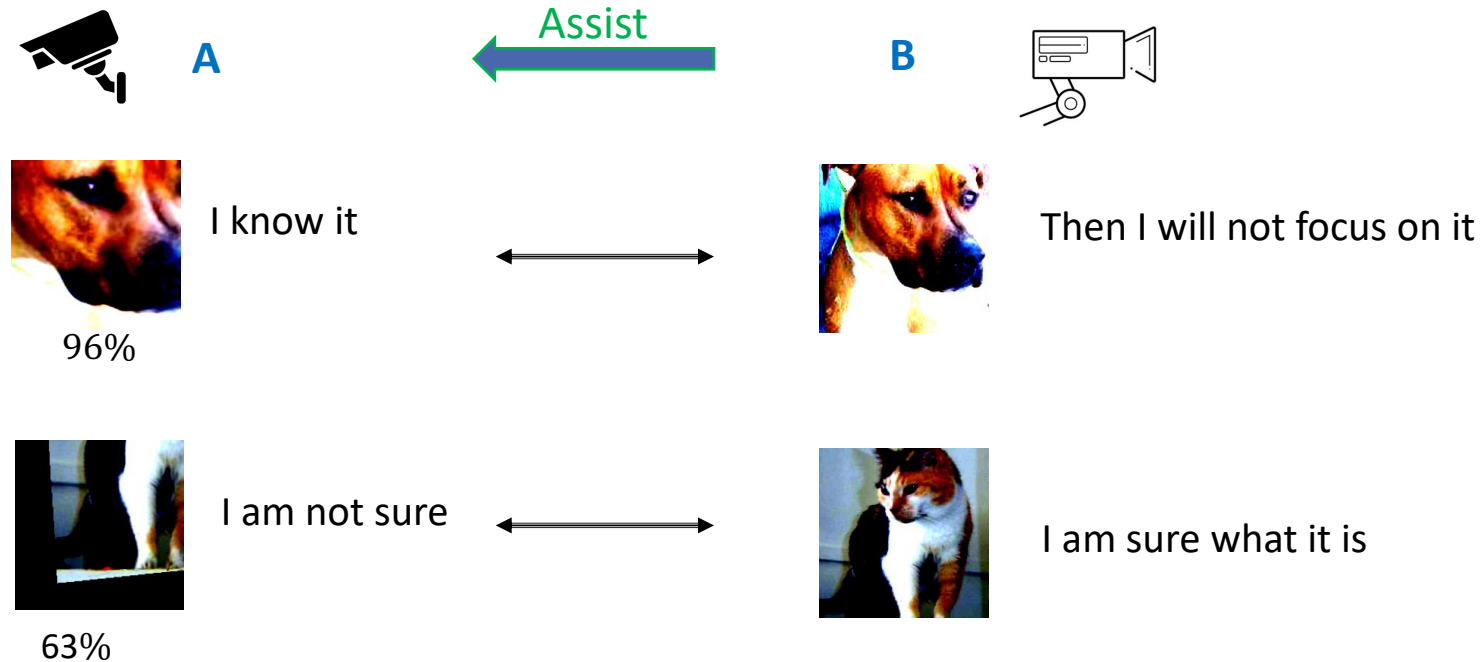 Assist
A
B
I know it
Then I will not focus on it
96%
I am not sure
I am sure what it is
63%